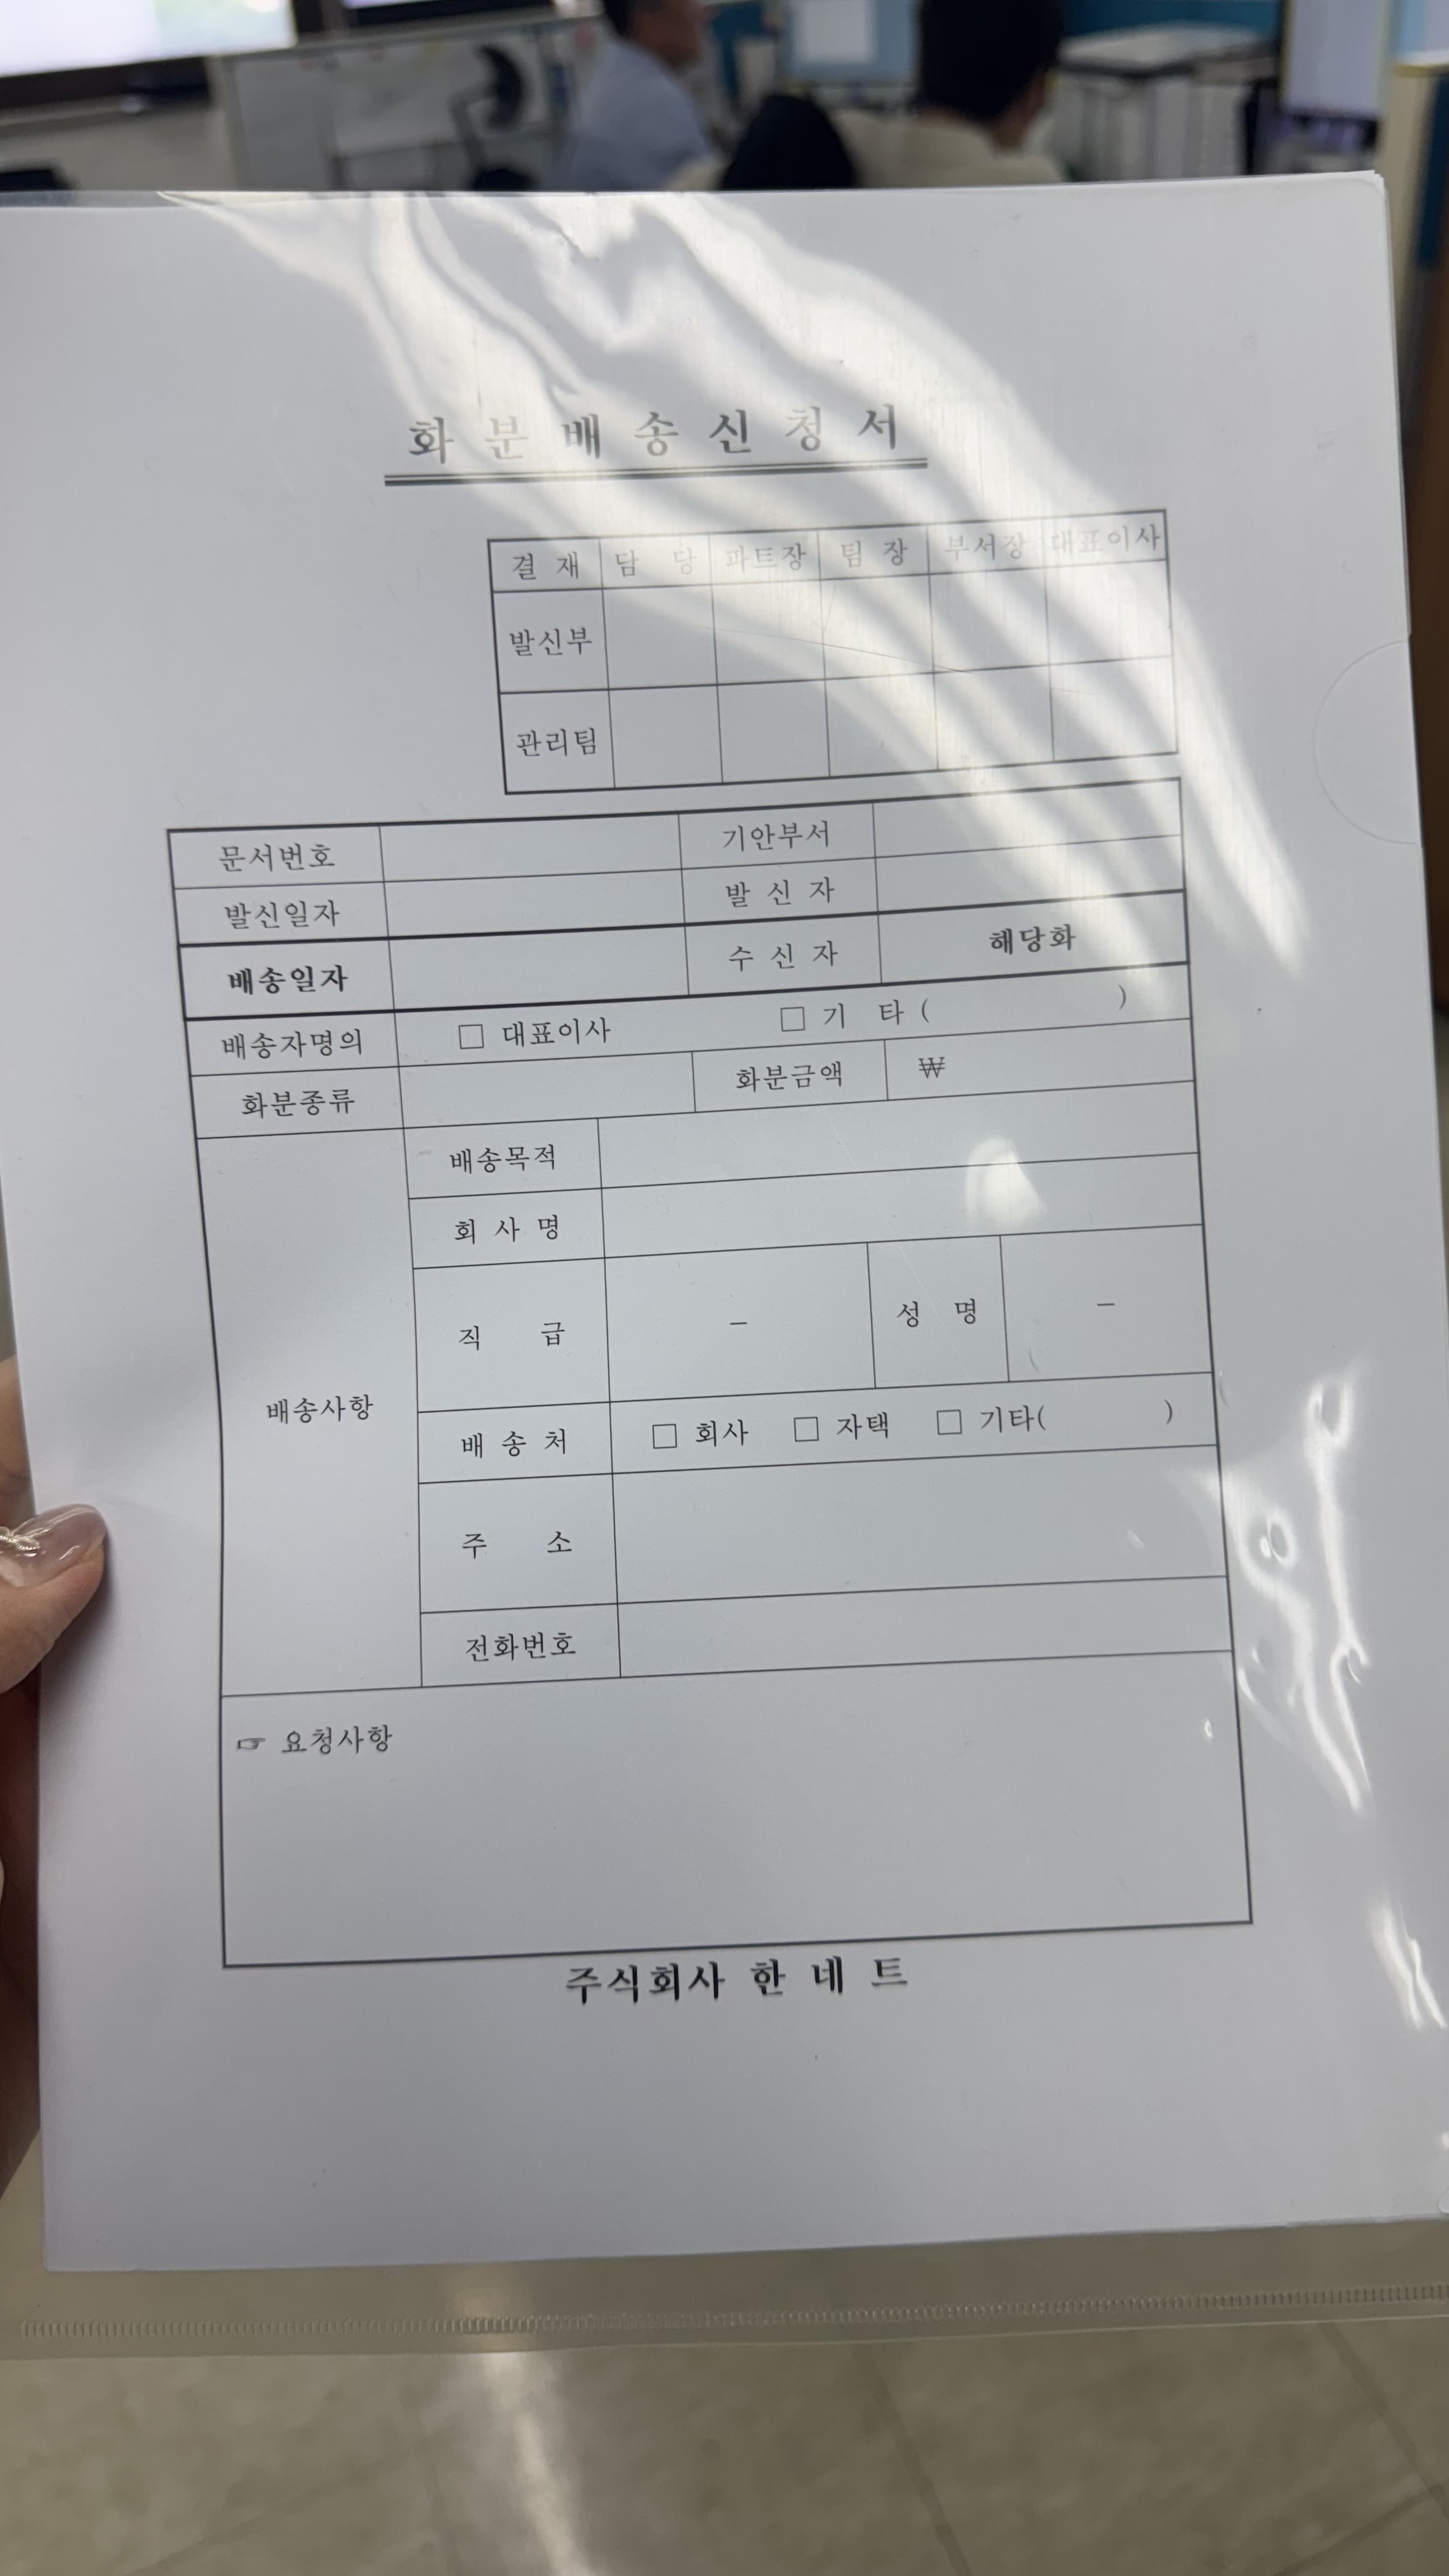 화 분 배 송 신 청 서
결 재 담 당 파트장 팀 장 부서장 대표이사
발신부
관리팀
문서번호 기안부서
발신일자 발 신 자
배송일자 수 신 자 해당화
배송자명의 □ 대표이사 □ 기 타 ( )
화분종류 화분금액 ₩
배송사항
배송목적
회 사 명
직 급 – 성 명 –
배 송 처 □ 회사 □ 자택 □ 기타( )
주 소
전화번호
☞ 요청사항
주식회사 한 네 트